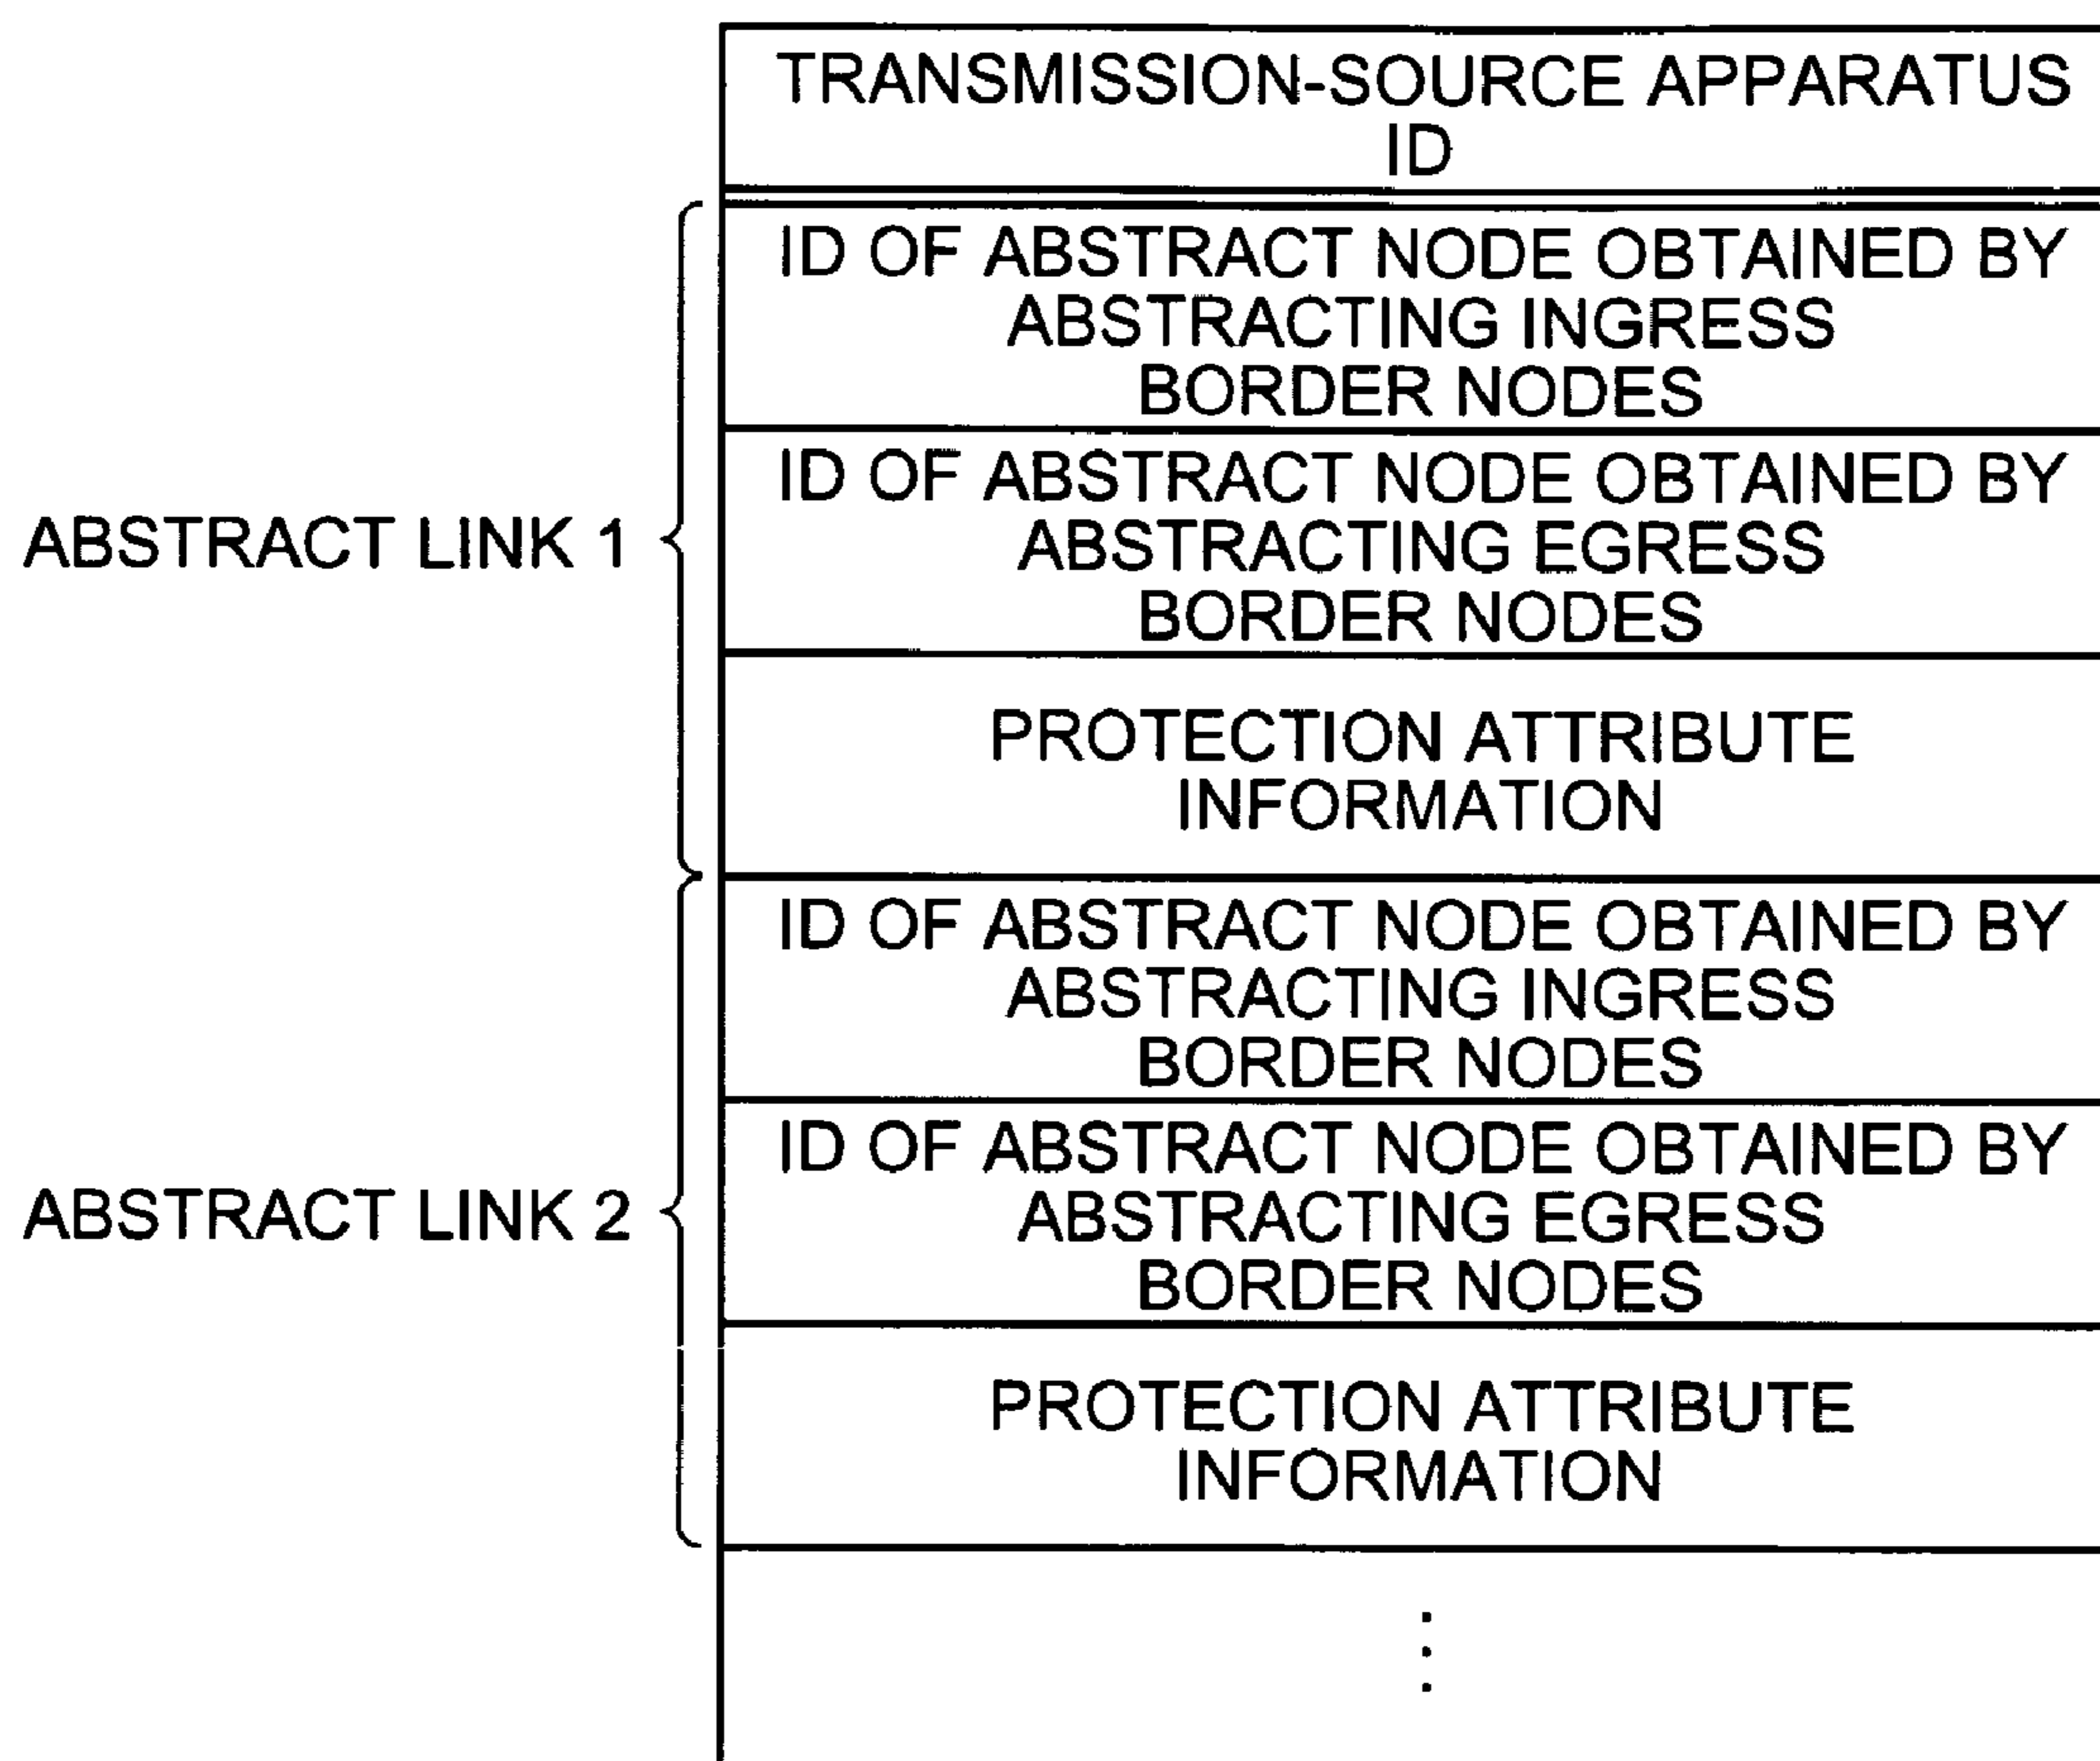 TRANSMISSION-SOURCE APPARATUS
ID
ID OF ABSTRACT NODE OBTAINED BY
ABSTRACTING INGRESS
BORDER NODES
ABSTRACT LINK 1
ID OF ABSTRACT NODE OBTAINED BY
ABSTRACTING EGRESS
BORDER NODES
PROTECTION ATTRIBUTE
INFORMATION
ID OF ABSTRACT NODE OBTAINED BY
ABSTRACTING INGRESS
BORDER NODES
ABSTRACT LINK 2
ID OF ABSTRACT NODE OBTAINED BY
ABSTRACTING EGRESS
BORDER NODES
PROTECTION ATTRIBUTE
INFORMATION